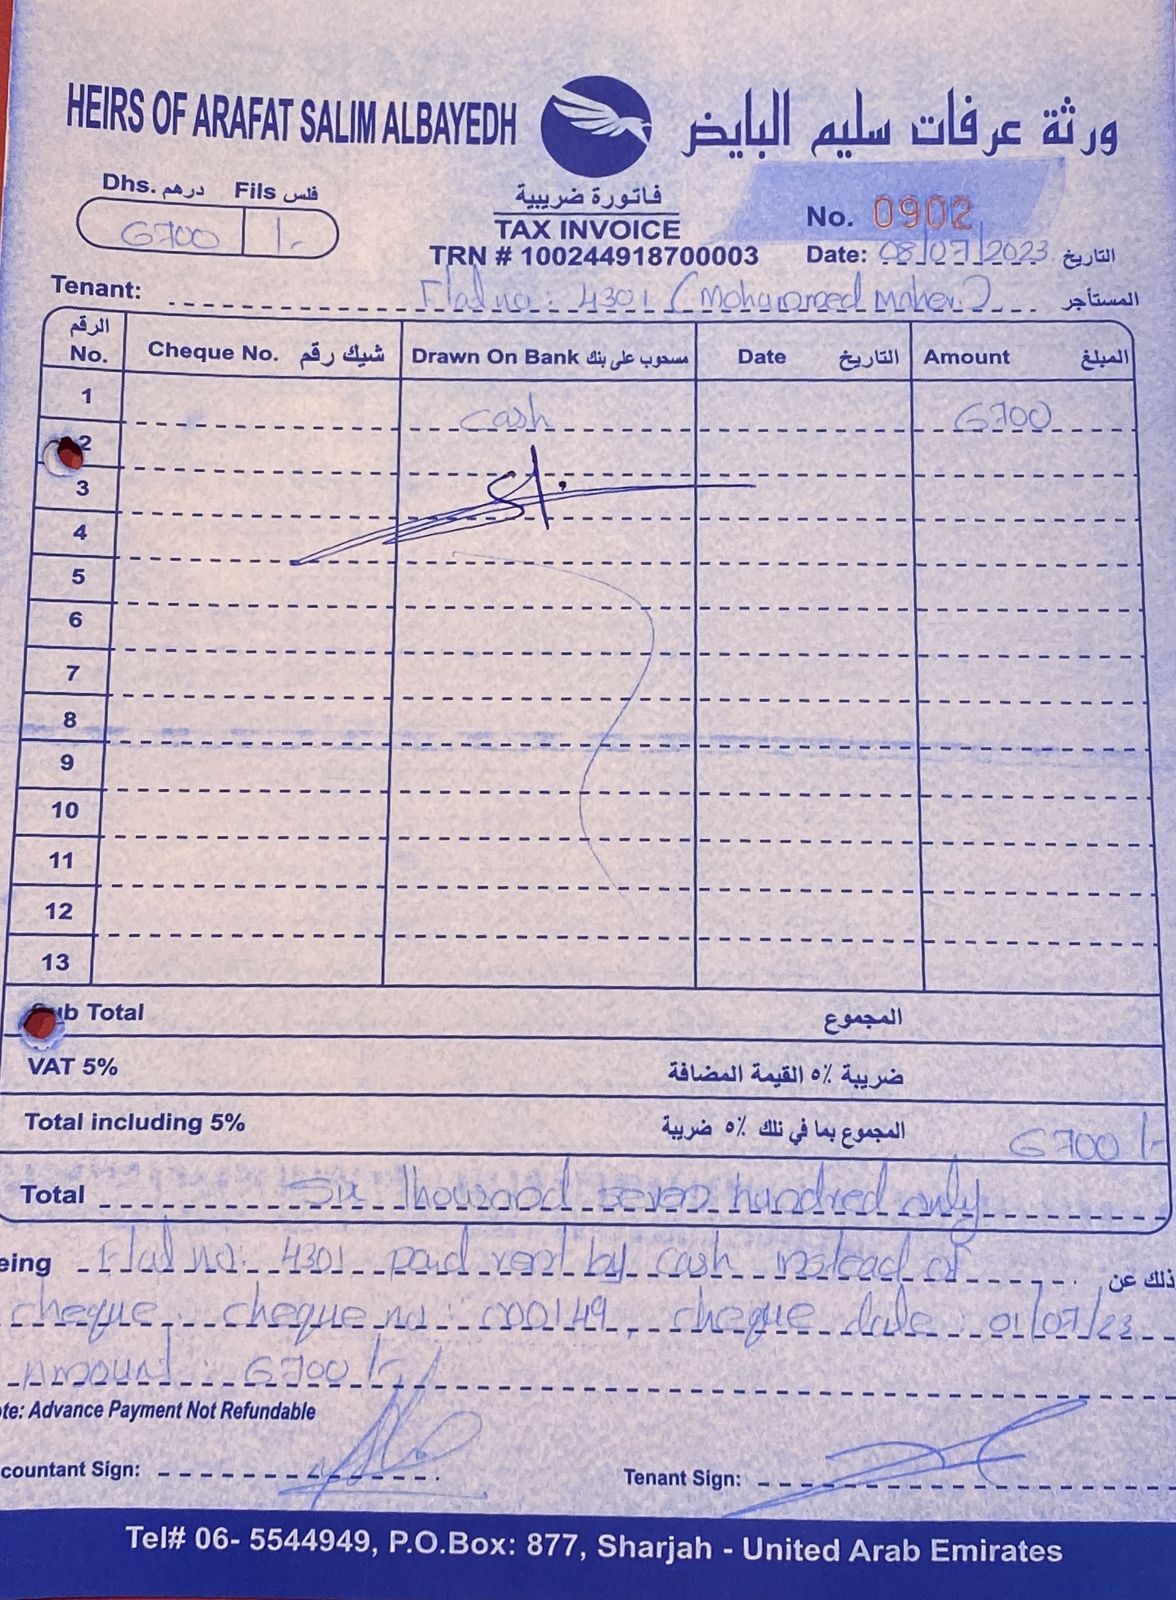 HEIRS OF ARAFAT SALIM ALBAYEDH
ورثة عرفات سليم البايض
Dhs. درهم Fils فلس
6700 /-
فاتورة ضريبية
TAX INVOICE
TRN # 100244918700003
No. 0902
Date: 08/07/2023 التاريخ
Tenant: Flat no: 4301 (Mohammed Maher) المستأجر
الرقم No. Cheque No. شيك رقم Drawn On Bank مسحوب على بنك Date التاريخ Amount المبلغ
1 cash 6700
2
3
4
5
6
7
8
9
10
11
12
13
Sub Total المجموع
VAT 5% ضريبة ٥٪ القيمة المضافة
Total including 5% المجموع بما في ذلك ٥٪ ضريبة 6700 /-
Total Six Thousand seven hundred only
eing Flat no: 4301 paid rent by cash instead of ذلك عن
cheque. cheque no: 000149, cheque date: 01/07/23
Amount: 6700 /-
ote: Advance Payment Not Refundable
countant Sign: Tenant Sign:
Tel# 06- 5544949, P.O.Box: 877, Sharjah - United Arab Emirates